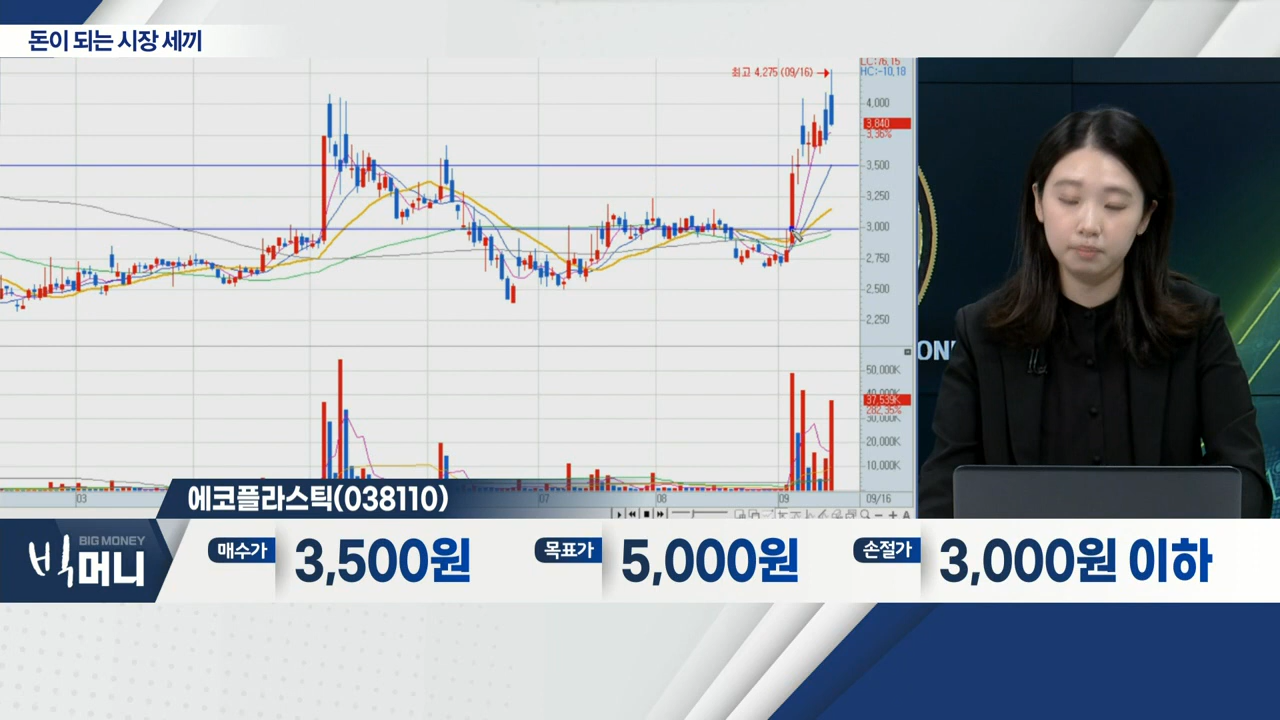 돈이 되는 시장 세끼
최고 4,275 (09/16)
LC:76.15
HC:-10.18
4,000
3,840
3.36%
3,500
3,250
3,000
2,750
2,500
2,250
50,000K
40,000K
37,539K
282.35%
30,000K
20,000K
10,000K
03
07
08
09
09/16
A
에코플라스틱(038110)
BIG MONEY
빅머니
매수가
3,500원
목표가
5,000원
손절가
3,000원 이하